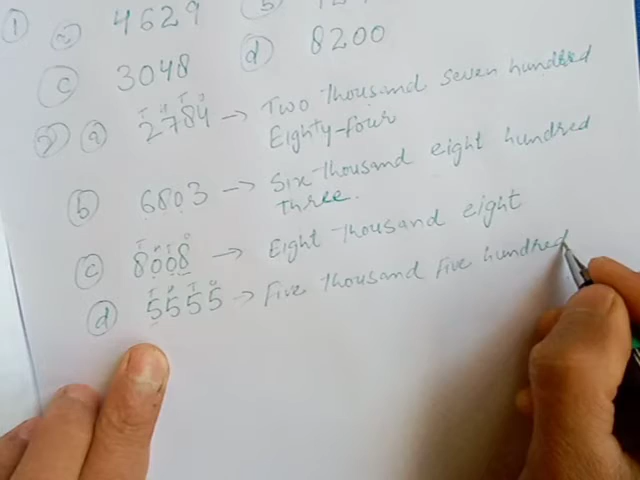 1 a 4629 b
c 3048 d 8200
T H T O
2 a 2784 → Two thousand seven hundred
Eighty-four
b 6803 → Six thousand eight hundred
three.
T H T O
c 8008 → Eight thousand eight
T H T O
d 5555 → Five thousand five hundred